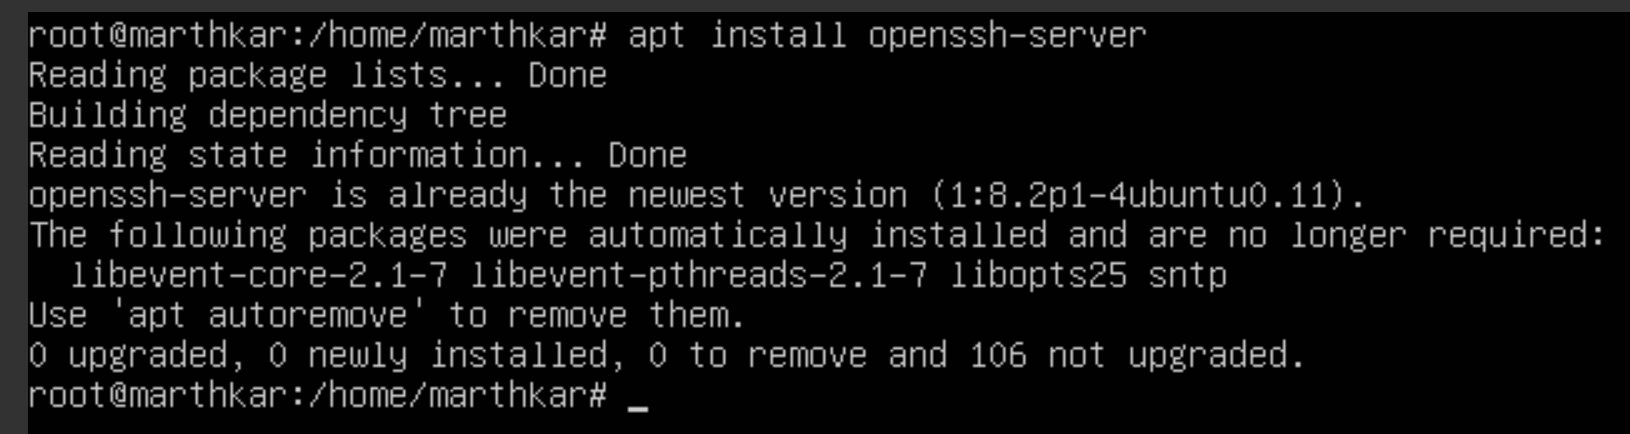 root@marthkar:/home/marthkar# apt install openssh-server
Reading package lists... Done
Building dependency tree
Reading state information... Done
openssh-server is already the newest version (1:8.2p1-4ubuntu0.11).
The following packages were automatically installed and are no longer required:
  libevent-core-2.1-7 libevent-pthreads-2.1-7 libopts25 sntp
Use 'apt autoremove' to remove them.
0 upgraded, 0 newly installed, 0 to remove and 106 not upgraded.
root@marthkar:/home/marthkar# _